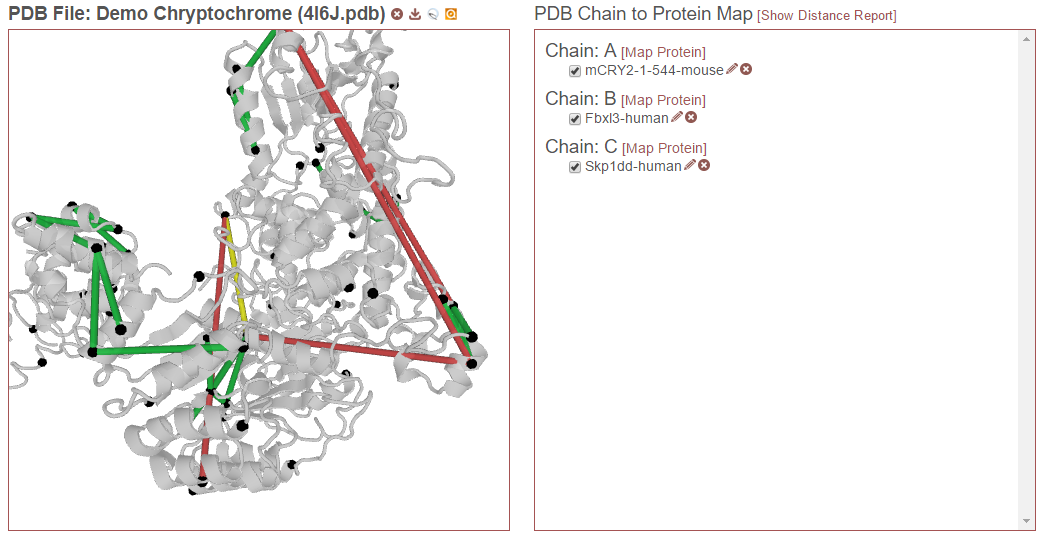 PDB File: Demo Chryptochrome (4I6J.pdb)
PDB Chain to Protein Map [Show Distance Report]
Chain: A [Map Protein]
mCRY2-1-544-mouse
Chain: B [Map Protein]
Fbxl3-human
Chain: C [Map Protein]
Skp1dd-human